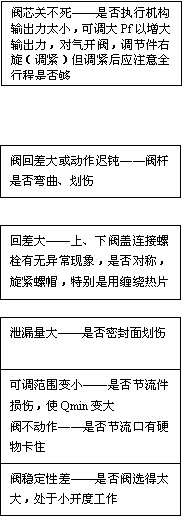 阀芯关不死——是否执行机构
输出力太小，可调大Pf以增大
输出力，对气开阀，调节件右
旋（调紧）但调紧后应注意全
行程是否够
阀回差大或动作迟钝——阀杆
是否弯曲、划伤
回差大——上、下阀盖连接螺
栓有无异常现象，是否对称，
旋紧螺帽，特别是用缠绕热片
泄漏量大——是否密封面划伤
可调范围变小——是否节流件
损伤，使Qmin变大
阀不动作——是否节流口有硬
物卡住
阀稳定性差——是否阀选得太
大，处于小开度工作